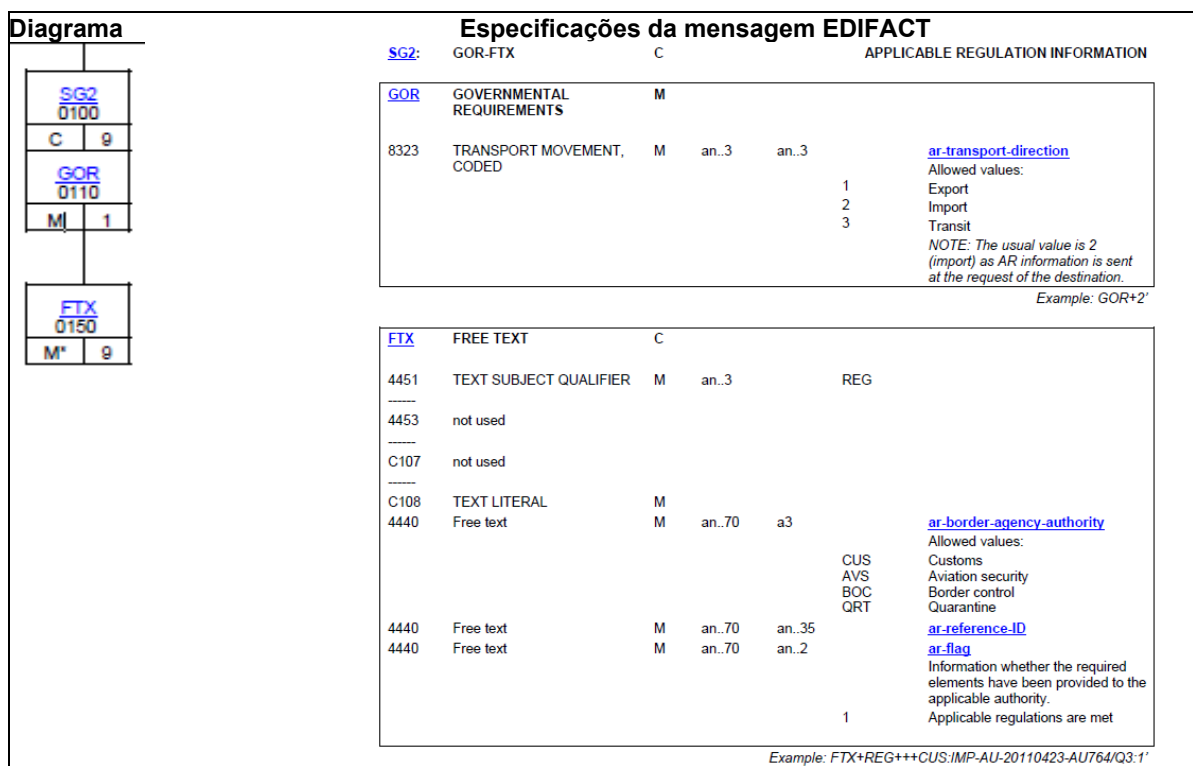 Diagrama Especificações da mensagem EDIFACT
SG2: GOR-FTX C APPLICABLE REGULATION INFORMATION
SG2
0100
C 9
GOR
0110
M 1
FTX
0150
M* 9
GOR GOVERNMENTAL REQUIREMENTS M
8323 TRANSPORT MOVEMENT, CODED M an..3 an..3 ar-transport-direction
Allowed values:
1 Export
2 Import
3 Transit
NOTE: The usual value is 2
(import) as AR information is sent
at the request of the destination.
Example: GOR+2'
FTX FREE TEXT C
4451 TEXT SUBJECT QUALIFIER M an..3 REG
------
4453 not used
------
C107 not used
------
C108 TEXT LITERAL M
4440 Free text M an..70 a3 ar-border-agency-authority
Allowed values:
CUS Customs
AVS Aviation security
BOC Border control
QRT Quarantine
4440 Free text M an..70 an..35 ar-reference-ID
4440 Free text M an..70 an..2 ar-flag
Information whether the required
elements have been provided to the
applicable authority.
1 Applicable regulations are met
Example: FTX+REG+++CUS:IMP-AU-20110423-AU764/Q3:1'